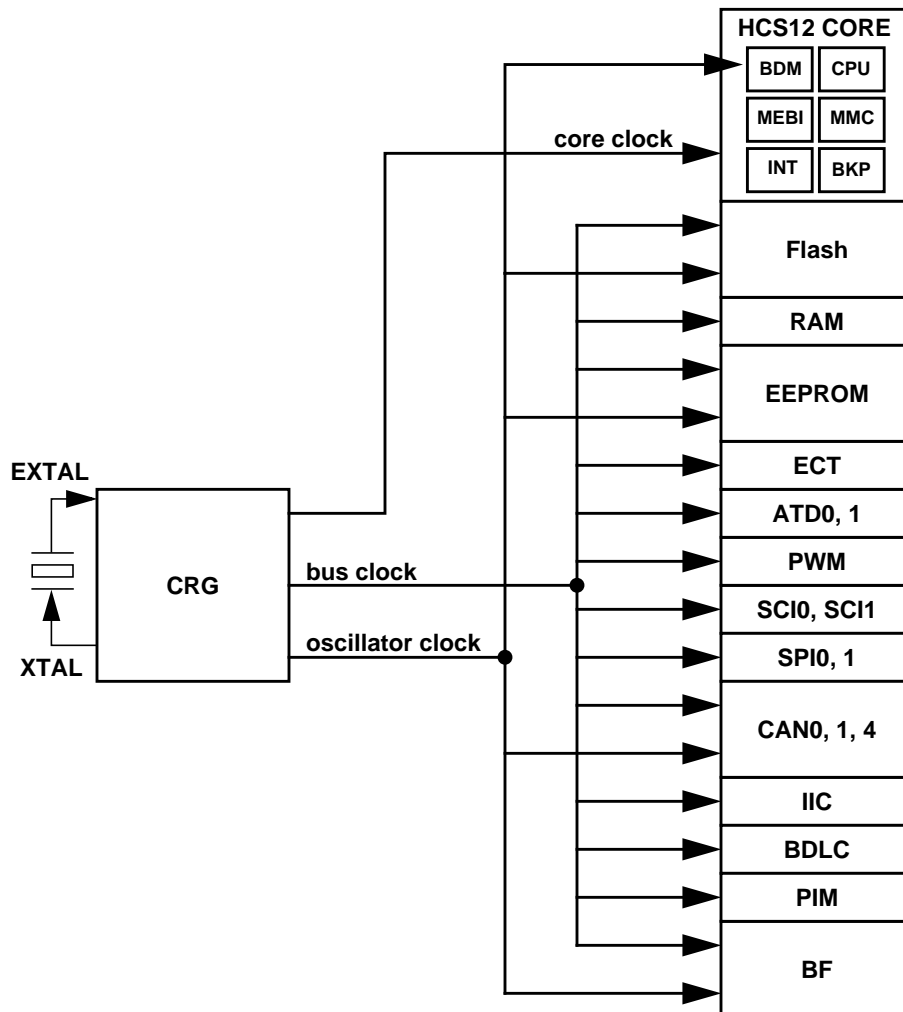 HCS12 CORE
BDM
CPU
MEBI
MMC
INT
BKP
core clock
Flash
RAM
EEPROM
ECT
ATD0, 1
PWM
SCI0, SCI1
SPI0, 1
CAN0, 1, 4
IIC
BDLC
PIM
BF
EXTAL
CRG
XTAL
bus clock
oscillator clock